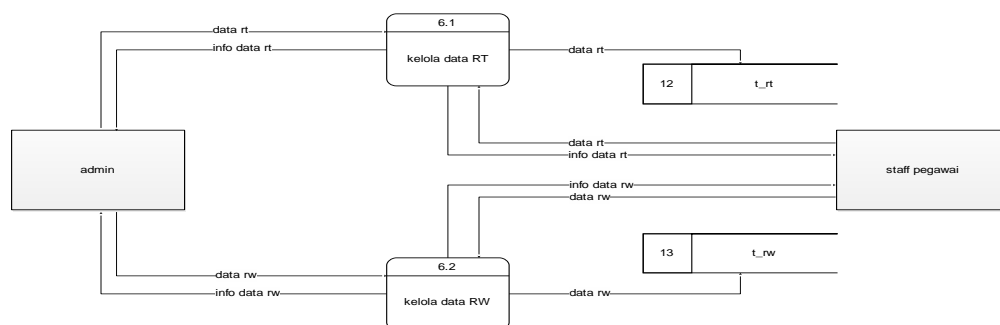 6.1
data rt
info data rt
kelola data RT
data rt
12
t_rt
data rt
info data rt
admin
staff pegawai
info data rw
data rw
13
t_rw
6.2
data rw
info data rw
kelola data RW
data rw